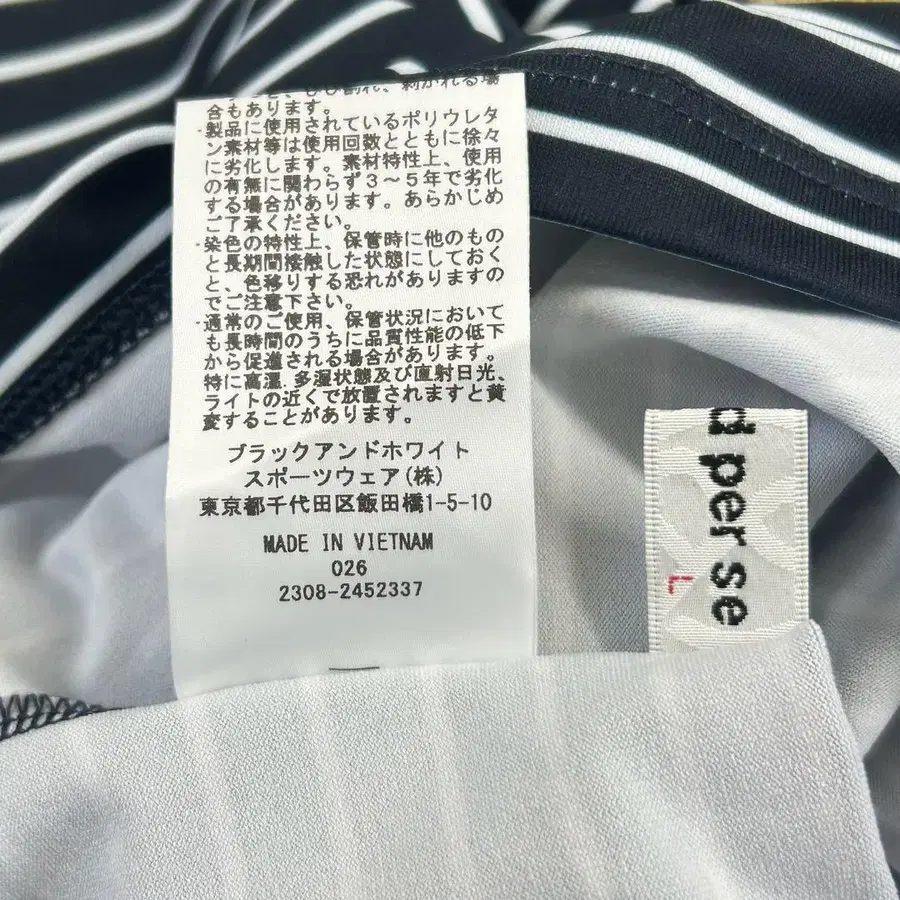 ひび割れ、剥がれる場
合もあります。
・製品に使用されているポリウレタ
ン素材等は使用回数とともに徐々
に劣化します。素材特性上、使用
の有無に関わらず3～5年で劣化
する場合があります。あらかじめ
ご了承ください。
・染色の特性上、保管時に他のもの
と長期間接触した状態にしておく
と、色移りする恐れがありますの
でご注意下さい。
・通常のご使用、保管状況において
も長時間のうちに品質性能の低下
から促進される場合があります。
特に高温、多湿状態及び直射日光、
ライトの近くで放置されますと黄
変することがあります。
ブラックアンドホワイト
スポーツウェア(株)
東京都千代田区飯田橋1-5-10
MADE IN VIETNAM
026
2308-2452337
d per se
L